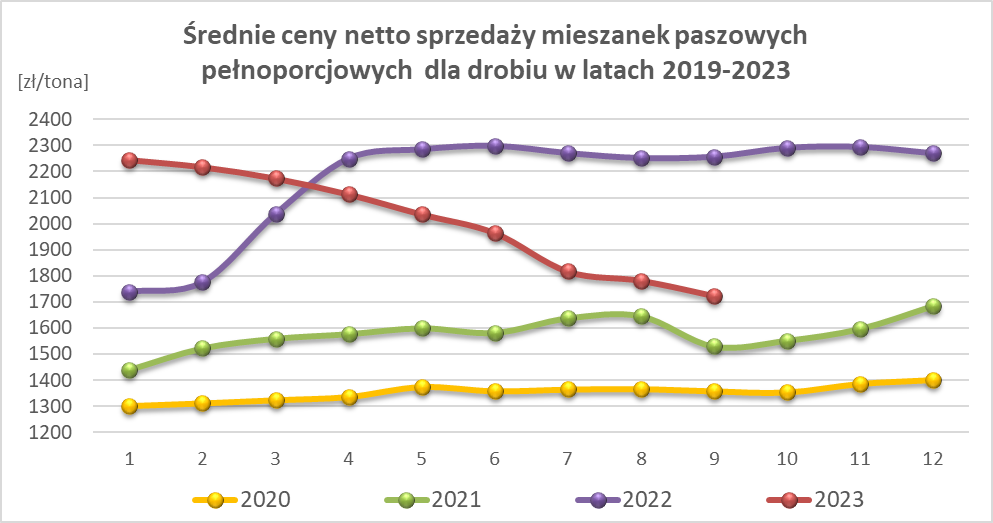 Średnie ceny netto sprzedaży mieszanek paszowych
pełnoporcjowych dla drobiu w latach 2019-2023
[zł/tona]
2400
2300
2200
2100
2000
1900
1800
1700
1600
1500
1400
1300
1200
1 2 3 4 5 6 7 8 9 10 11 12
2020 2021 2022 2023